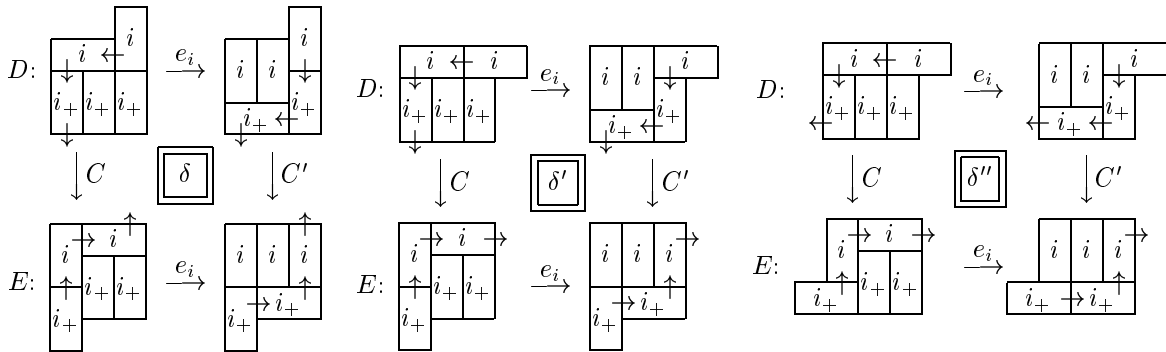 i
i ← e_i i i i
D: ↓ → ↓
i₊ i₊ i₊ i₊ ← i₊
↓ ↓
↓ C δ ↓ C′
↑ ↑
i → i i i i
E: ↑ e_i → ↑
i₊ i₊ i₊ i₊ → i₊
i ← i e_i i i i
D: ↓ → ↓
i₊ i₊ i₊ i₊ ← i₊
↓ ↓
↓ C δ′ ↓ C′
i → i → i i i →
E: ↑ e_i → ↑
i₊ i₊ i₊ i₊ → i₊
i ← i e_i i i i
D: ↓ → ↓
← i₊ i₊ i₊ ← i₊ ← i₊
↓ C δ″ ↓ C′
i → i → i i i →
E: ↑ e_i → ↑
i₊ i₊ i₊ i₊ → i₊